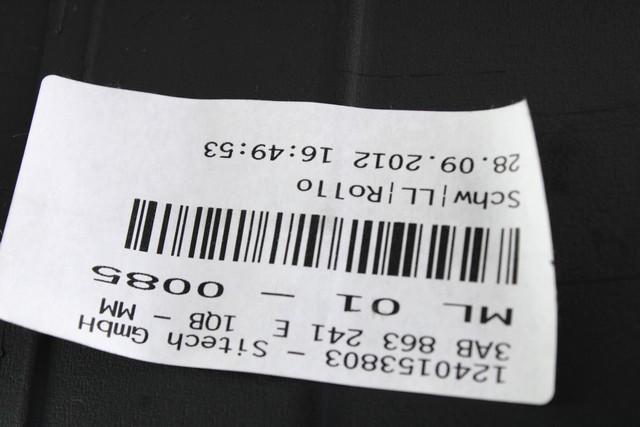 1240153803 - Sitech GmbH
3AB 863 241 E 1QB - MM
ML 01 - 0085
Schw¦LL¦Rollo
28.09.2012 16:49:53